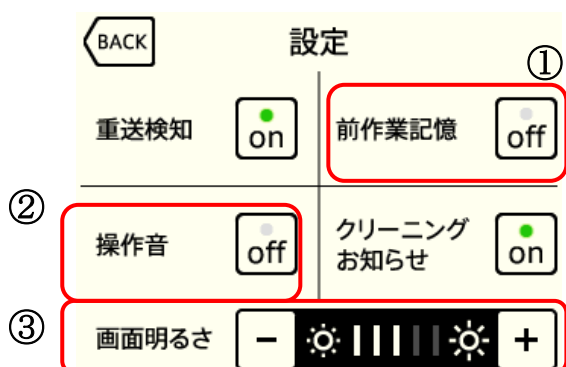 BACK 設定
①
重送検知 on 前作業記憶 off
②
操作音 off クリーニング
お知らせ on
③
画面明るさ - +